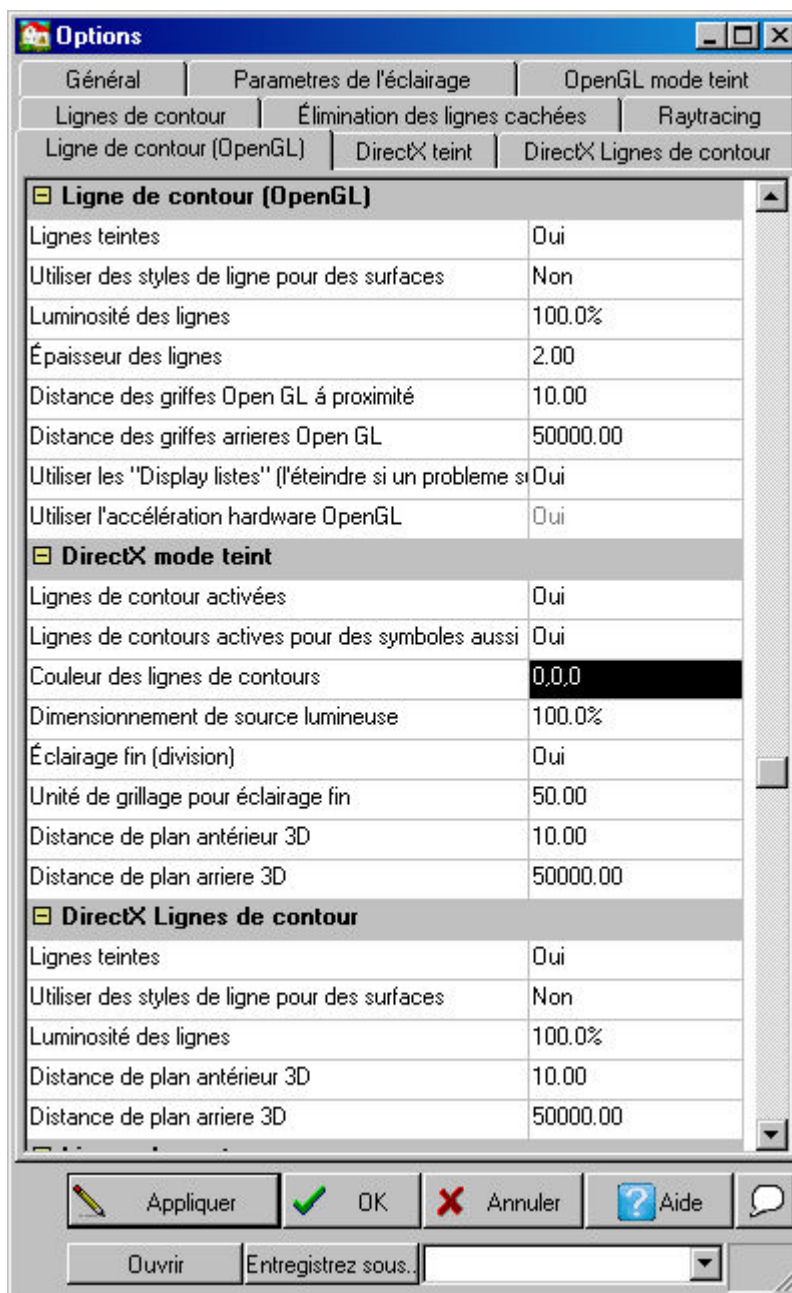 Options
Général Parametres de l'éclairage OpenGL mode teint
Lignes de contour Élimination des lignes cachées Raytracing
Ligne de contour (OpenGL) DirectX teint DirectX Lignes de contour
Ligne de contour (OpenGL)
Lignes teintes Oui
Utiliser des styles de ligne pour des surfaces Non
Luminosité des lignes 100.0%
Épaisseur des lignes 2.00
Distance des griffes Open GL á proximité 10.00
Distance des griffes arrieres Open GL 50000.00
Utiliser les "Display listes" (l'éteindre si un probleme Oui
Utiliser l'accélération hardware OpenGL Oui
DirectX mode teint
Lignes de contour activées Oui
Lignes de contours actives pour des symboles aussi Oui
Couleur des lignes de contours 0,0,0
Dimensionnement de source lumineuse 100.0%
Éclairage fin (division) Oui
Unité de grillage pour éclairage fin 50.00
Distance de plan antérieur 3D 10.00
Distance de plan arriere 3D 50000.00
DirectX Lignes de contour
Lignes teintes Oui
Utiliser des styles de ligne pour des surfaces Non
Luminosité des lignes 100.0%
Distance de plan antérieur 3D 10.00
Distance de plan arriere 3D 50000.00
Appliquer OK Annuler Aide
Ouvrir Entregistrez sous..